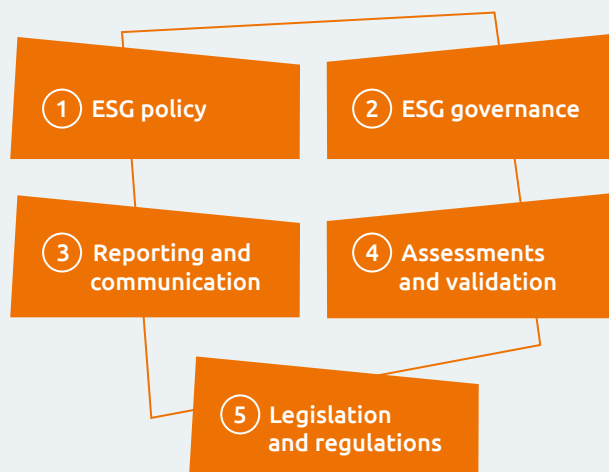 1 ESG policy
2 ESG governance
3 Reporting and
communication
4 Assessments
and validation
5 Legislation
and regulations